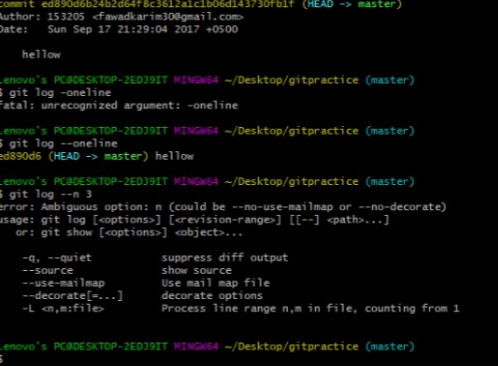 commit ed890d6b24b2d64f8c3612a1c1b06d143730fb1f (HEAD -> master)
Author: 153205 <fawadkarim30@gmail.com>
Date: Sun Sep 17 21:29:04 2017 +0500
hellow
Lenovo's PC@DESKTOP-2EDJ9IT MINGW64 ~/Desktop/gitpractice (master)
$ git log -oneline
fatal: unrecognized argument: -oneline
Lenovo's PC@DESKTOP-2EDJ9IT MINGW64 ~/Desktop/gitpractice (master)
$ git log --oneline
ed890d6 (HEAD -> master) hellow
Lenovo's PC@DESKTOP-2EDJ9IT MINGW64 ~/Desktop/gitpractice (master)
$ git log --n 3
error: Ambiguous option: n (could be --no-use-mailmap or --no-decorate)
usage: git log [<options>] [<revision-range>] [[--] <path>...]
or: git show [<options>] <object>...
-q, --quiet suppress diff output
--source show source
--use-mailmap Use mail map file
--decorate[=...] decorate options
-L <n,m:file> Process line range n,m in file, counting from 1
Lenovo's PC@DESKTOP-2EDJ9IT MINGW64 ~/Desktop/gitpractice (master)
$